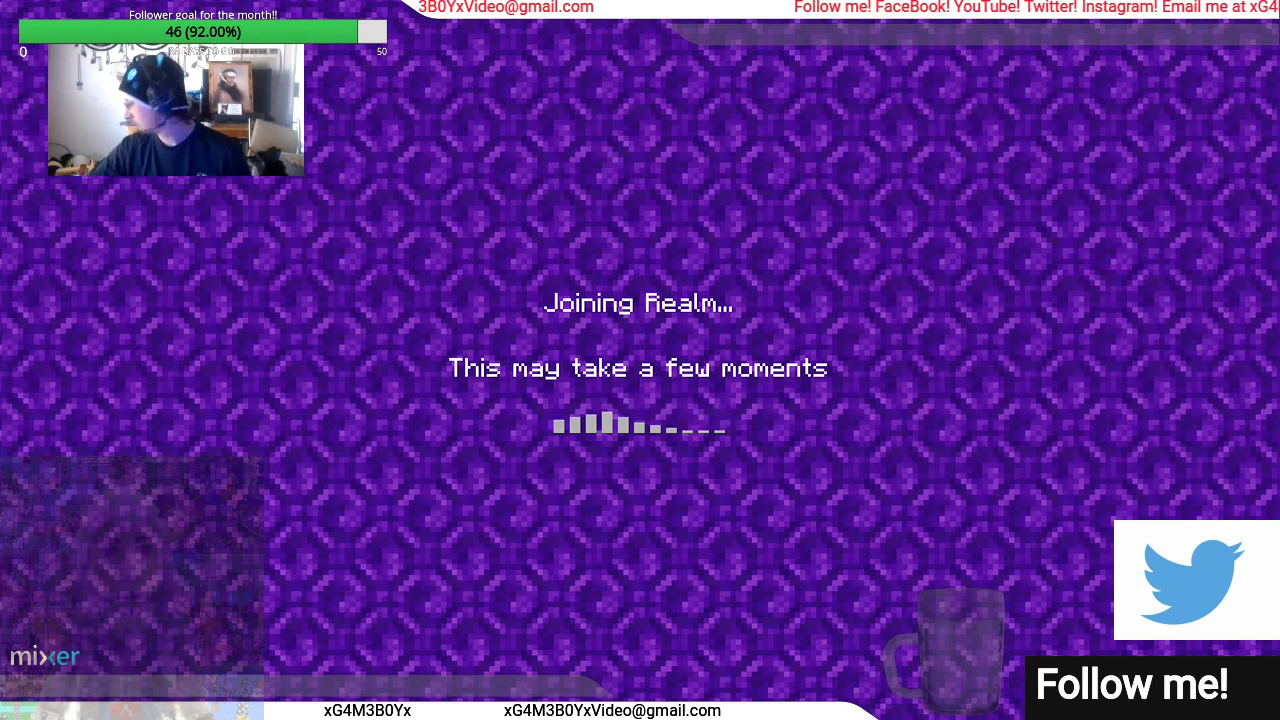 Follower goal for the month!!
46 (92.00%)
0
50
3B0YxVideo@gmail.com
Follow me! FaceBook! YouTube! Twitter! Instagram! Email me at xG4
Joining Realm...
This may take a few moments
mixer
Follow me!
xG4M3B0Yx
xG4M3B0YxVideo@gmail.com